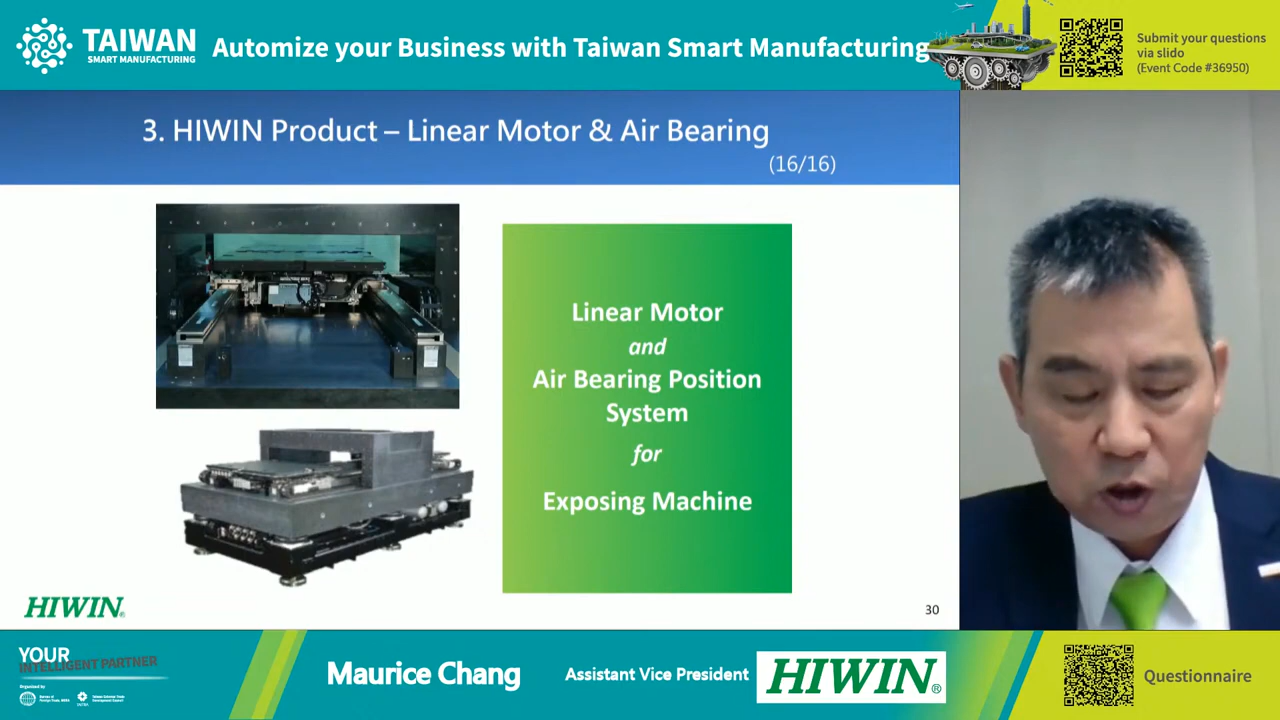 TAIWAN
SMART MANUFACTURING
Automize your Business with Taiwan Smart Manufacturing
Submit your questions
via slido
(Event Code #36950)
3. HIWIN Product – Linear Motor & Air Bearing
(16/16)
Linear Motor
and
Air Bearing Position
System
for
Exposing Machine
HIWIN®
30
YOUR
INTELLIGENT PARTNER
Organized by
Maurice Chang
Assistant Vice President
HIWIN®
Questionnaire